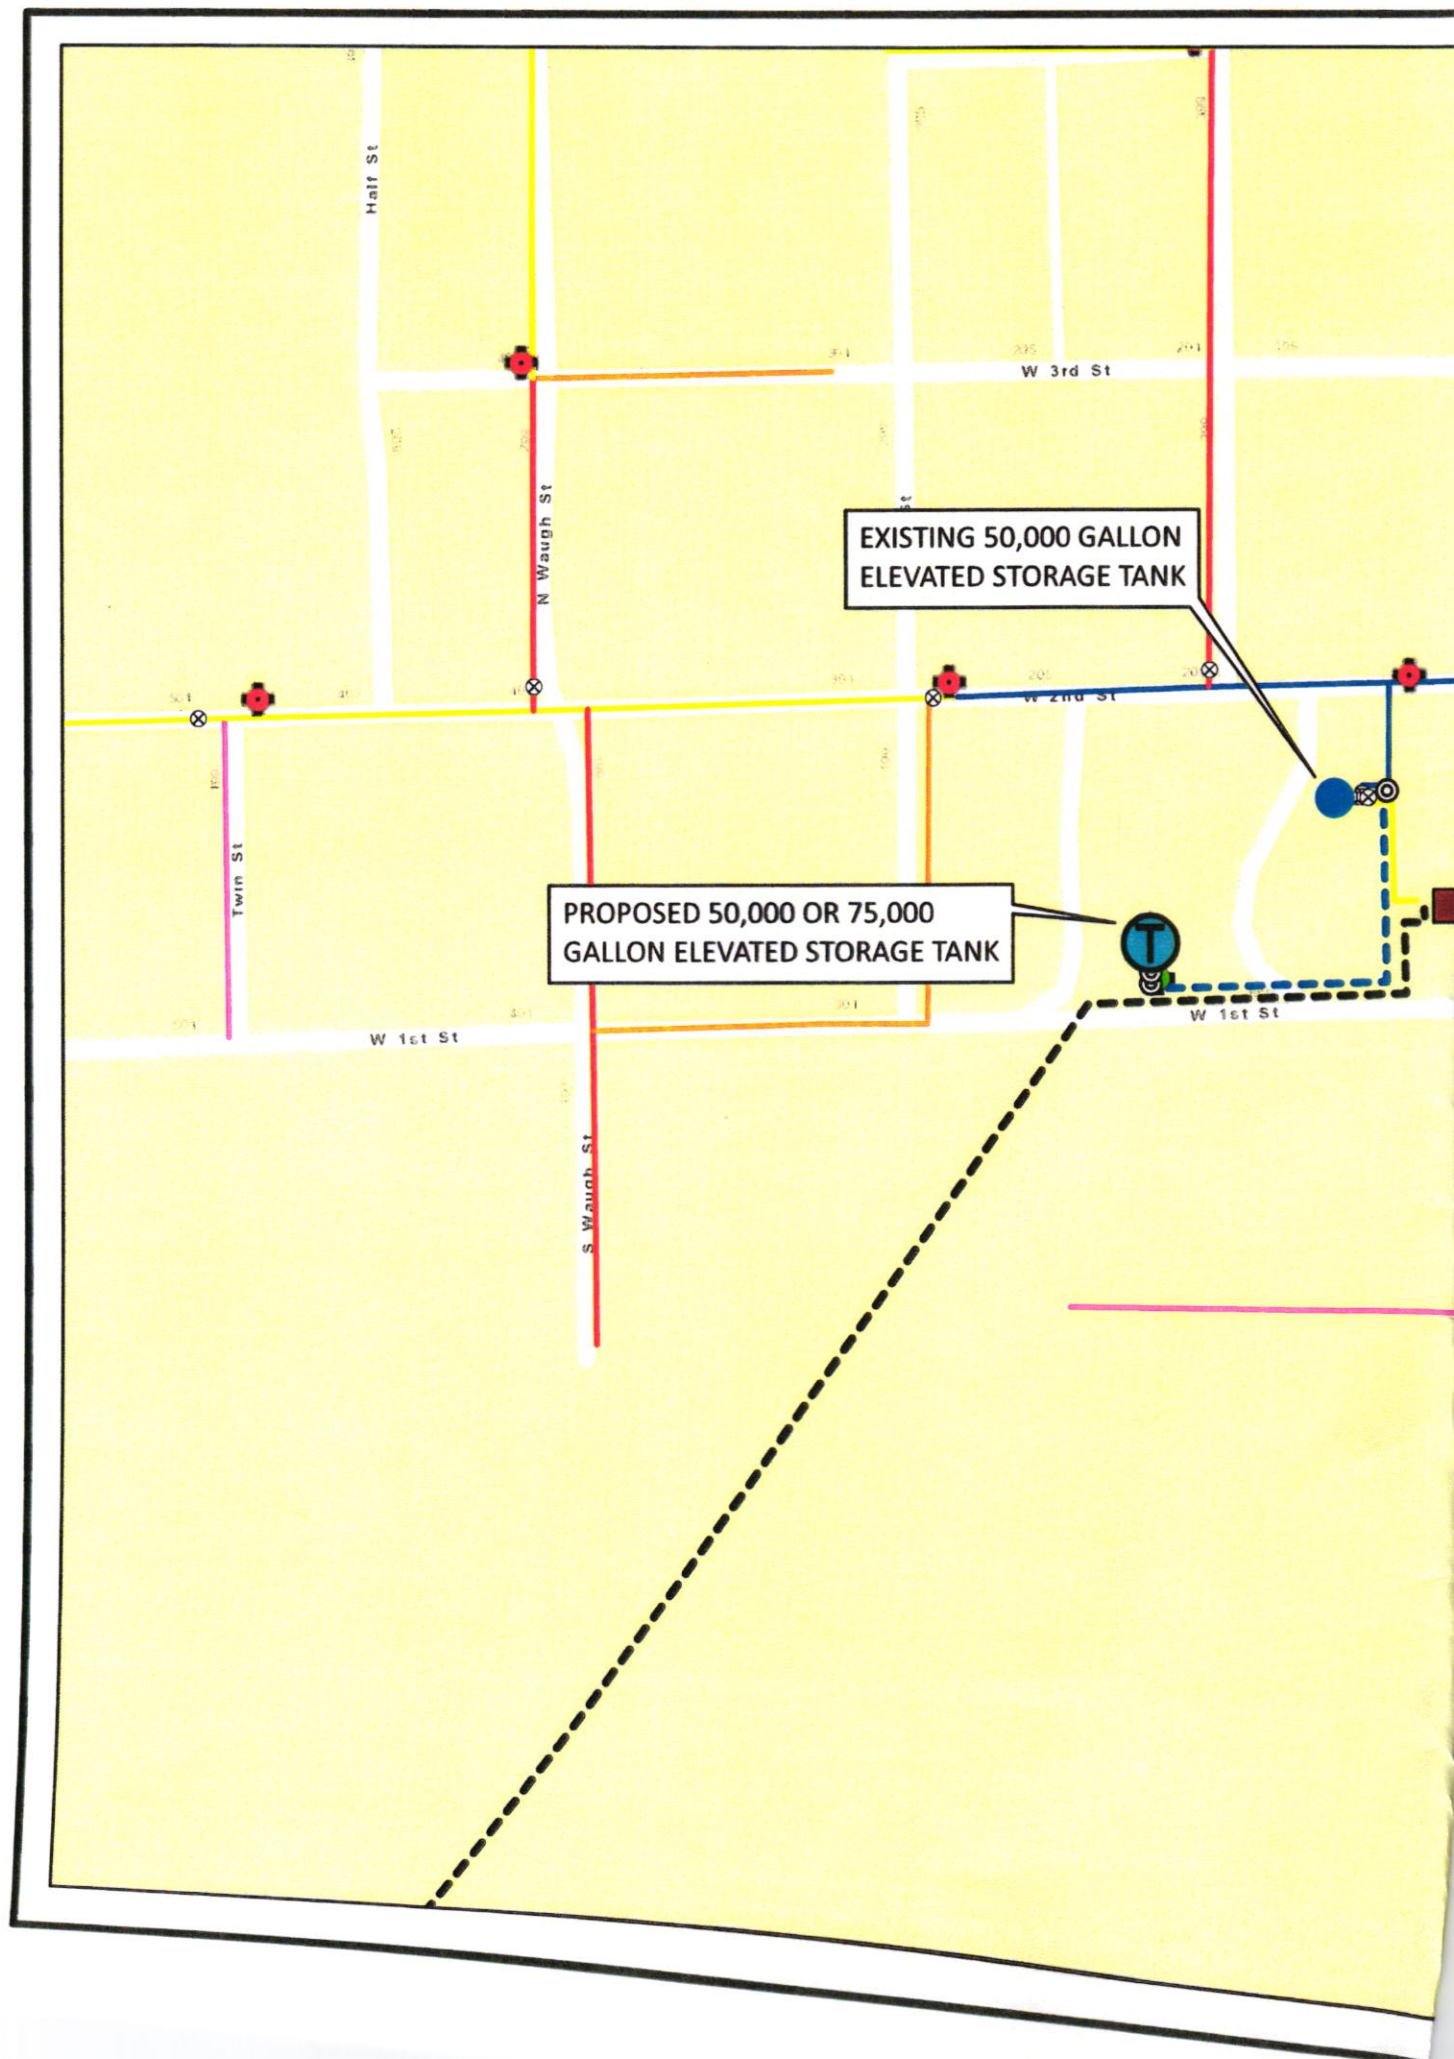 Half St
W 3rd St
N Waugh St
St
EXISTING 50,000 GALLON
ELEVATED STORAGE TANK
W 2nd St
Twin St
PROPOSED 50,000 OR 75,000
GALLON ELEVATED STORAGE TANK
T
W 1st St
W 1st St
S Waugh St